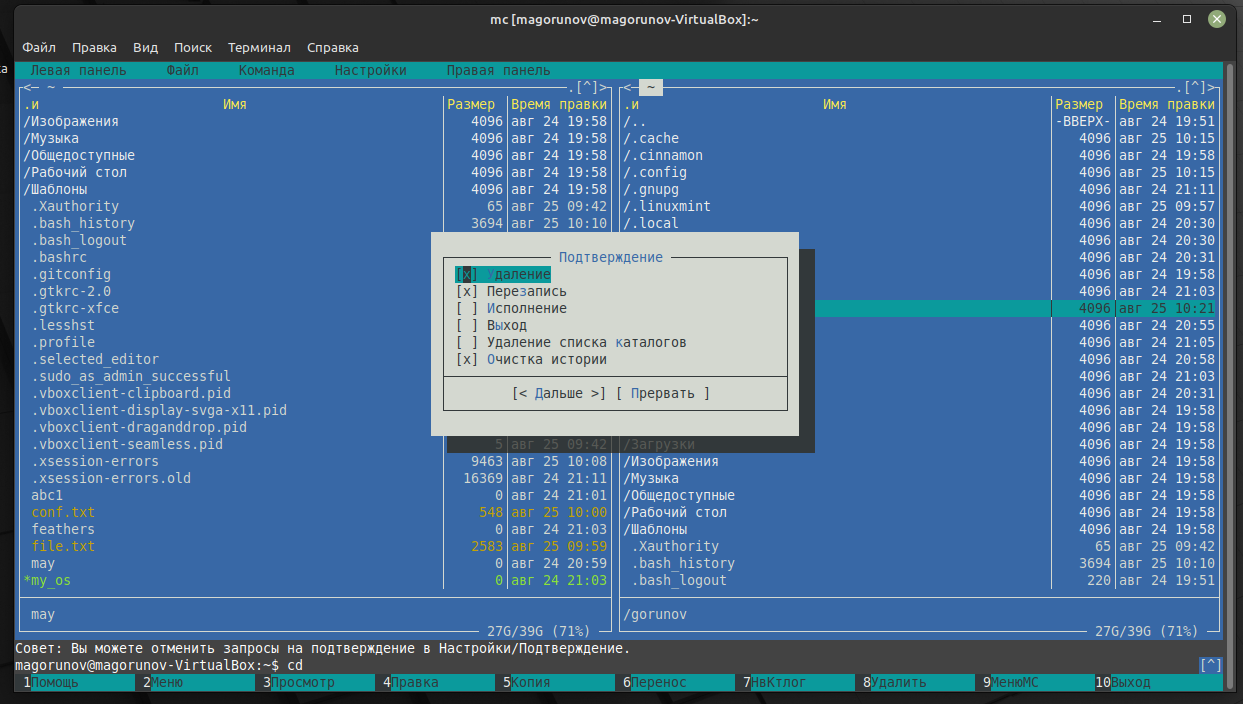 mc [magorunov@magorunov-VirtualBox]:~
Файл Правка Вид Поиск Терминал Справка
ка
Левая панель Файл Команда Настройки Правая панель
<─ ~ .[^]> <─ ~ .[^]>
.и Имя Размер Время правки .и Имя Размер Время правки
/Изображения 4096 авг 24 19:58 /.. -ВВЕРХ- авг 24 19:51
/Музыка 4096 авг 24 19:58 /.cache 4096 авг 25 10:15
/Общедоступные 4096 авг 24 19:58 /.cinnamon 4096 авг 24 19:58
/Рабочий стол 4096 авг 24 19:58 /.config 4096 авг 25 10:15
/Шаблоны 4096 авг 24 19:58 /.gnupg 4096 авг 24 21:11
.Xauthority 65 авг 25 09:42 /.linuxmint 4096 авг 25 09:57
.bash_history 3694 авг 25 10:10 /.local 4096 авг 24 20:30
.bash_logout 4096 авг 24 20:30
.bashrc Подтверждение 4096 авг 24 20:31
.gitconfig [x] Удаление 4096 авг 24 19:58
.gtkrc-2.0 [x] Перезапись 4096 авг 24 21:03
.gtkrc-xfce [ ] Исполнение 4096 авг 25 10:21
.lesshst [ ] Выход 4096 авг 24 20:55
.profile [ ] Удаление списка каталогов 4096 авг 24 21:05
.selected_editor [x] Очистка истории 4096 авг 24 20:58
.sudo_as_admin_successful 4096 авг 24 21:03
.vboxclient-clipboard.pid [< Дальше >] [ Прервать ] 4096 авг 24 20:31
.vboxclient-display-svga-x11.pid 4096 авг 24 19:58
.vboxclient-draganddrop.pid 4096 авг 24 19:58
.vboxclient-seamless.pid 5 авг 25 09:42 /Загрузки 4096 авг 24 19:58
.xsession-errors 9463 авг 25 10:08 /Изображения 4096 авг 24 19:58
.xsession-errors.old 16369 авг 24 21:11 /Музыка 4096 авг 24 19:58
abc1 0 авг 24 21:01 /Общедоступные 4096 авг 24 19:58
conf.txt 548 авг 25 10:00 /Рабочий стол 4096 авг 24 19:58
feathers 0 авг 24 21:03 /Шаблоны 4096 авг 24 19:58
file.txt 2583 авг 25 09:59 .Xauthority 65 авг 25 09:42
may 0 авг 24 20:59 .bash_history 3694 авг 25 10:10
*my_os 0 авг 24 21:03 .bash_logout 220 авг 24 19:51
may /gorunov
27G/39G (71%) 27G/39G (71%)
Совет: Вы можете отменить запросы на подтверждение в Настройки/Подтверждение.
magorunov@magorunov-VirtualBox:~$ cd [^]
1Помощь 2Меню 3Просмотр 4Правка 5Копия 6Перенос 7НвКтлог 8Удалить 9МенюМС 10Выход